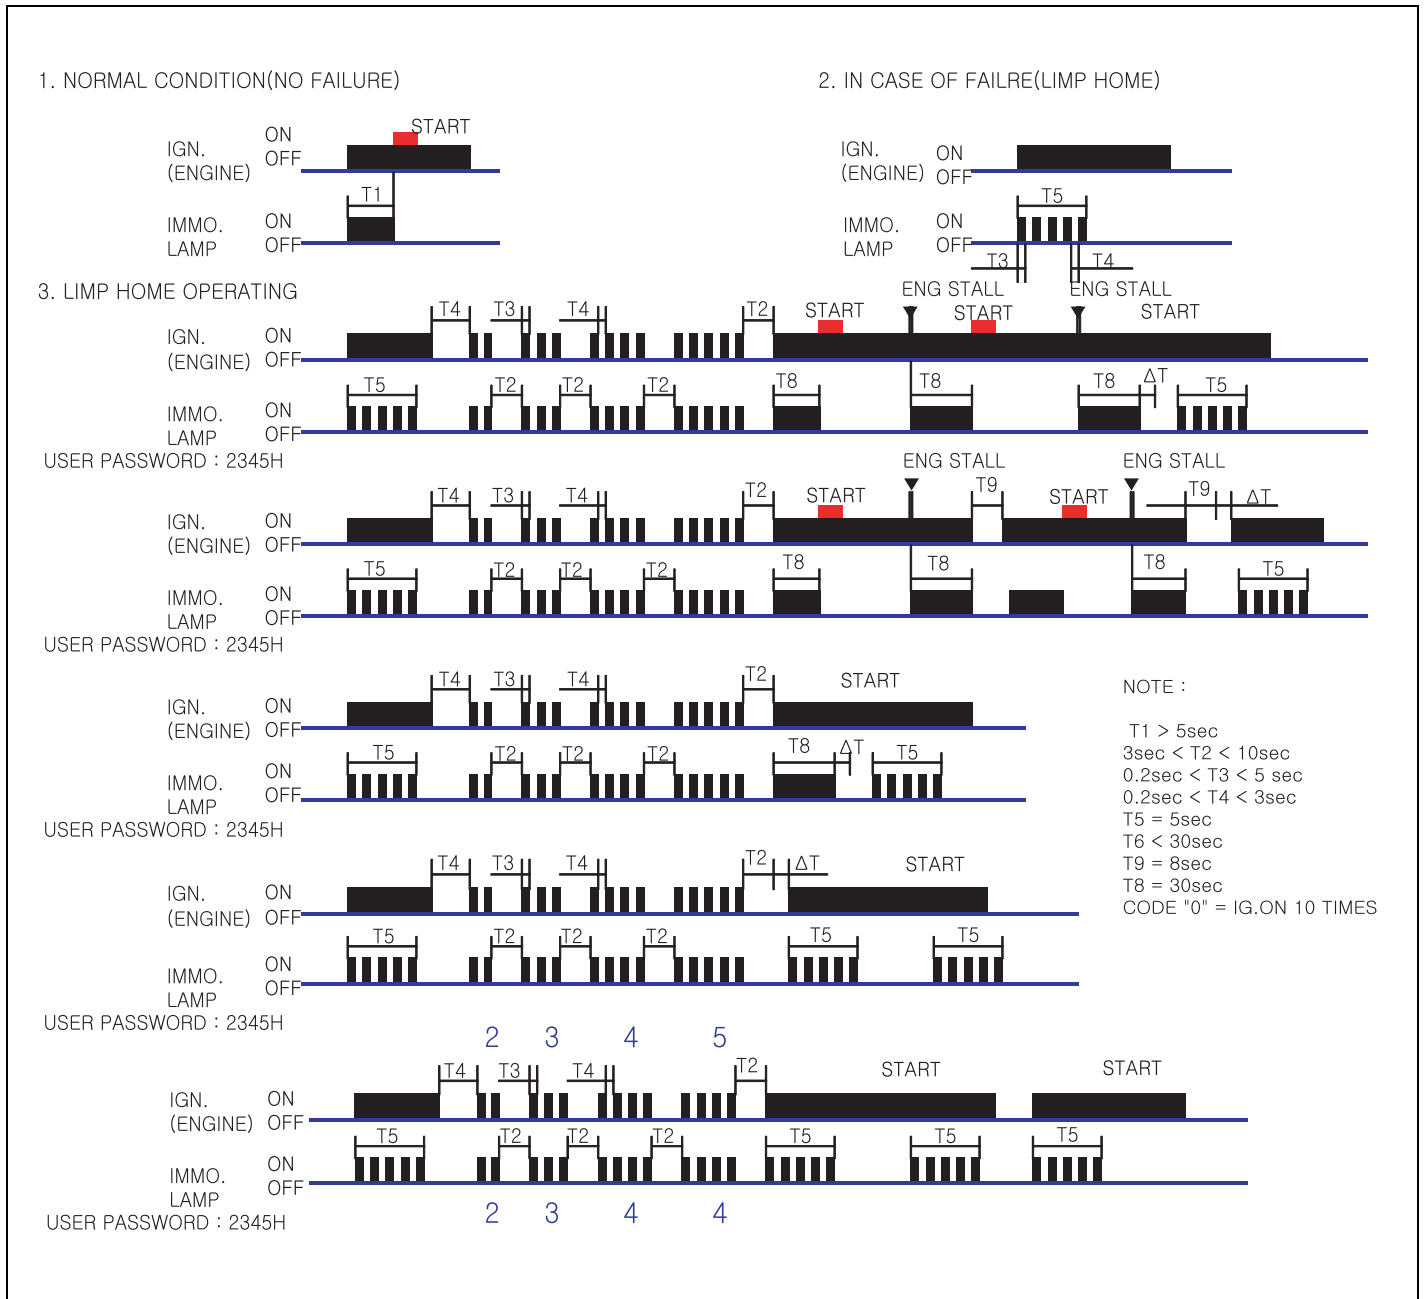 1. NORMAL CONDITION(NO FAILURE)
2. IN CASE OF FAILRE(LIMP HOME)
START
IGN.
(ENGINE)
ON
OFF
T1
IMMO.
LAMP
ON
OFF
IGN.
(ENGINE)
ON
OFF
T5
IMMO.
LAMP
ON
OFF
T3
T4
3. LIMP HOME OPERATING
ENG STALL
ENG STALL
T4
T3
T4
T2
START
START
START
IGN.
(ENGINE)
ON
OFF
T5
T2
T2
T2
T8
T8
T8
ΔT
T5
IMMO.
LAMP
ON
OFF
USER PASSWORD : 2345H
ENG STALL
ENG STALL
T4
T3
T4
T2
START
T9
START
T9
ΔT
IGN.
(ENGINE)
ON
OFF
T5
T2
T2
T2
T8
T8
T8
T5
IMMO.
LAMP
ON
OFF
USER PASSWORD : 2345H
T4
T3
T4
T2
START
IGN.
(ENGINE)
ON
OFF
T5
T2
T2
T2
T8
ΔT
T5
IMMO.
LAMP
ON
OFF
USER PASSWORD : 2345H
NOTE :
T1 > 5sec
3sec < T2 < 10sec
0.2sec < T3 < 5 sec
0.2sec < T4 < 3sec
T5 = 5sec
T6 < 30sec
T9 = 8sec
T8 = 30sec
CODE "0" = IG.ON 10 TIMES
T4
T3
T4
T2
ΔT
START
IGN.
(ENGINE)
ON
OFF
T5
T2
T2
T2
T5
T5
IMMO.
LAMP
ON
OFF
USER PASSWORD : 2345H
2 3 4 5
T4
T3
T4
T2
START
START
IGN.
(ENGINE)
ON
OFF
T5
T2
T2
T2
T5
T5
T5
IMMO.
LAMP
ON
OFF
USER PASSWORD : 2345H
2 3 4 4